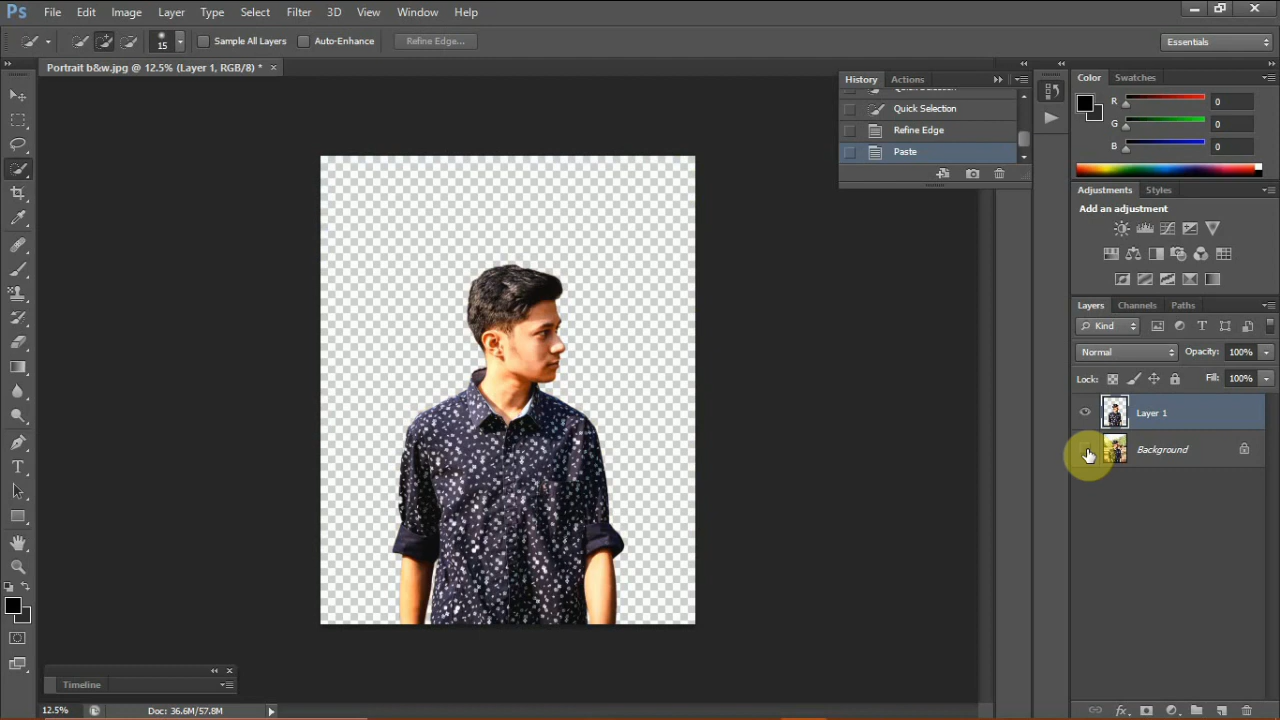 Ps File Edit Image Layer Type Select Filter 3D View Window Help
15 Sample All Layers Auto-Enhance Refine Edge... Essentials
Portrait b&w.jpg @ 12.5% (Layer 1, RGB/8) * ×
History Actions
Quick Selection
Refine Edge
Paste
Color Swatches
R 0
G 0
B 0
Adjustments Styles
Add an adjustment
Layers Channels Paths
Kind
Normal Opacity: 100%
Lock: Fill: 100%
Layer 1
Background
T
Timeline
12.5% Doc: 36.6M/57.8M
fx